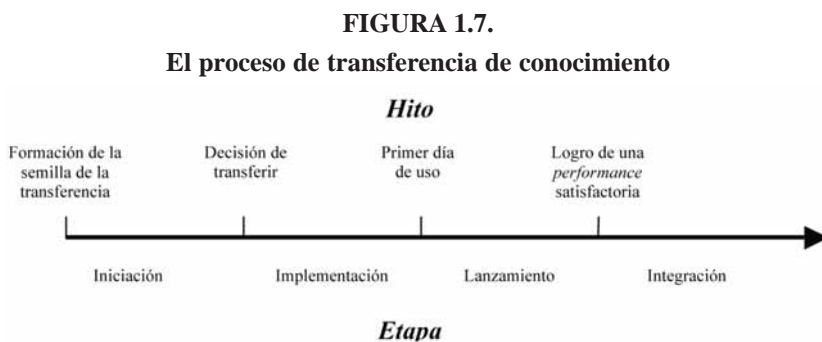 FIGURA 1.7.
El proceso de transferencia de conocimiento
Hito
Formación de la
semilla de la
transferencia
Decisión de
transferir
Primer día
de uso
Logro de una
performance
satisfactoria
Iniciación
Implementación
Lanzamiento
Integración
Etapa